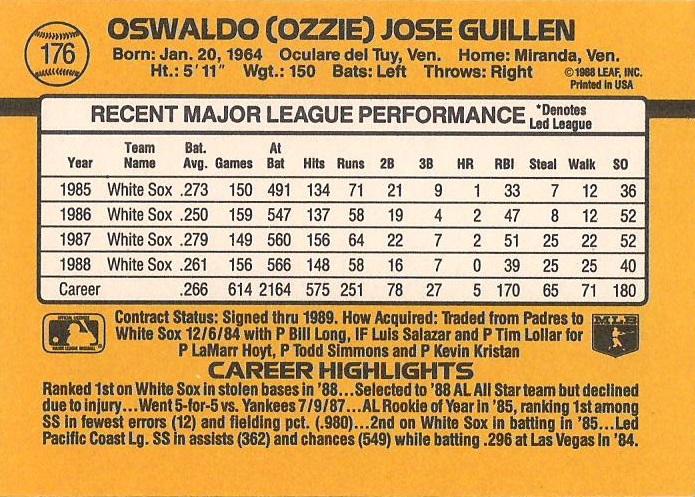 176
OSWALDO (OZZIE) JOSE GUILLEN
Born: Jan. 20, 1964 Oculare del Tuy, Ven. Home: Miranda, Ven.
Ht.: 5' 11" Wgt.: 150 Bats: Left Throws: Right ©1988 LEAF, INC.
Printed in USA
RECENT MAJOR LEAGUE PERFORMANCE *Denotes
Led League
Year Team Name Bat. Avg. Games At Bat Hits Runs 2B 3B HR RBI Steal Walk SO
1985 White Sox .273 150 491 134 71 21 9 1 33 7 12 36
1986 White Sox .250 159 547 137 58 19 4 2 47 8 12 52
1987 White Sox .279 149 560 156 64 22 7 2 51 25 22 52
1988 White Sox .261 156 566 148 58 16 7 0 39 25 25 40
Career .266 614 2164 575 251 78 27 5 170 65 71 180
Contract Status: Signed thru 1989. How Acquired: Traded from Padres to
White Sox 12/6/84 with P Bill Long, IF Luis Salazar and P Tim Lollar for
P LaMarr Hoyt, P Todd Simmons and P Kevin Kristan
MLB
CAREER HIGHLIGHTS
Ranked 1st on White Sox in stolen bases in '88...Selected to '88 AL All Star team but declined
due to injury...Went 5-for-5 vs. Yankees 7/9/87...AL Rookie of Year in '85, ranking 1st among
SS in fewest errors (12) and fielding pct. (.980)...2nd on White Sox in batting in '85...Led
Pacific Coast Lg. SS in assists (362) and chances (549) while batting .296 at Las Vegas in '84.